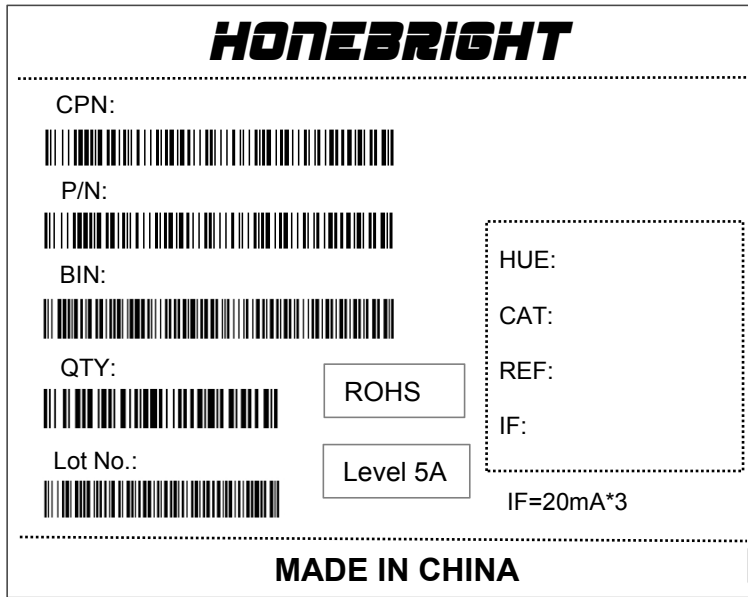 HONEBRIGHT
CPN:
P/N:
BIN:
QTY:
Lot No.:
ROHS
Level 5A
HUE:
CAT:
REF:
IF:
IF=20mA*3
MADE IN CHINA